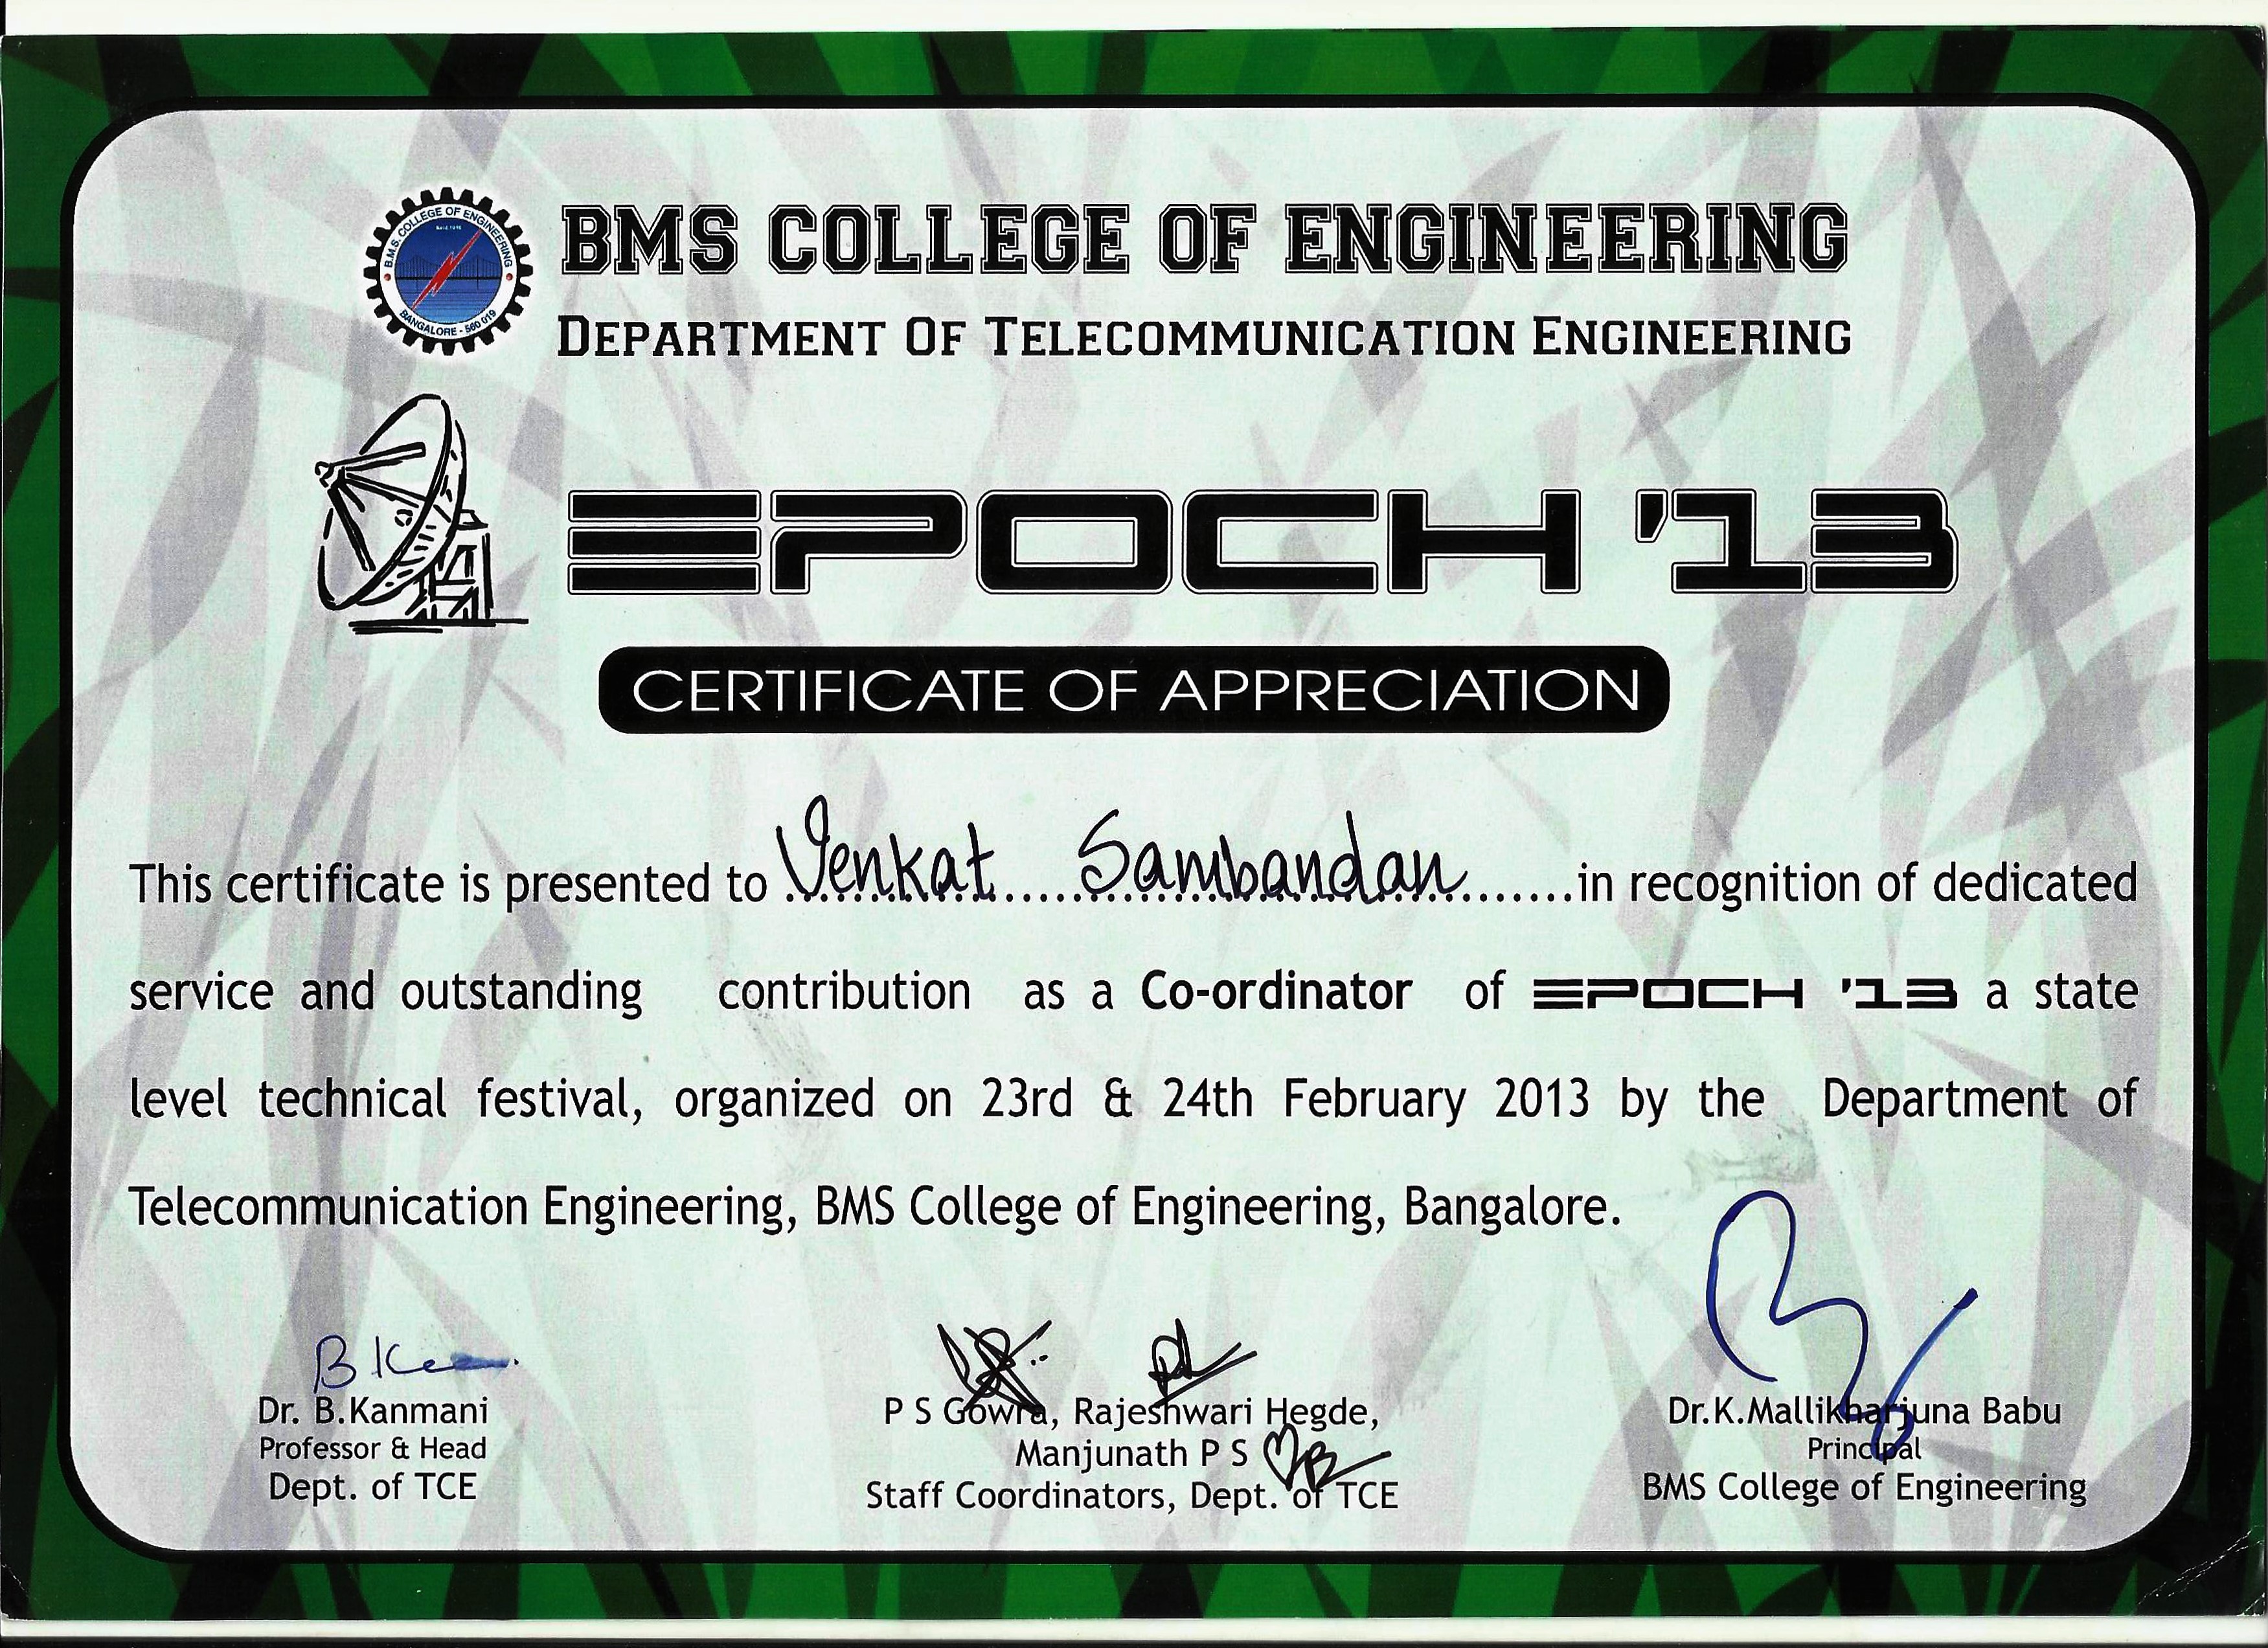 B.M.S. COLLEGE OF ENGINEERING
BANGALORE - 560 019
BMS COLLEGE OF ENGINEERING
DEPARTMENT OF TELECOMMUNICATION ENGINEERING
EPOCH '13
CERTIFICATE OF APPRECIATION
This certificate is presented to Venkat Sambandan in recognition of dedicated
service and outstanding contribution as a Co-ordinator of EPOCH '13 a state
level technical festival, organized on 23rd & 24th February 2013 by the Department of
Telecommunication Engineering, BMS College of Engineering, Bangalore.
Dr. B.Kanmani
Professor & Head
Dept. of TCE
P S Gowra, Rajeshwari Hegde,
Manjunath P S
Staff Coordinators, Dept. of TCE
Dr.K.Mallikharjuna Babu
Principal
BMS College of Engineering